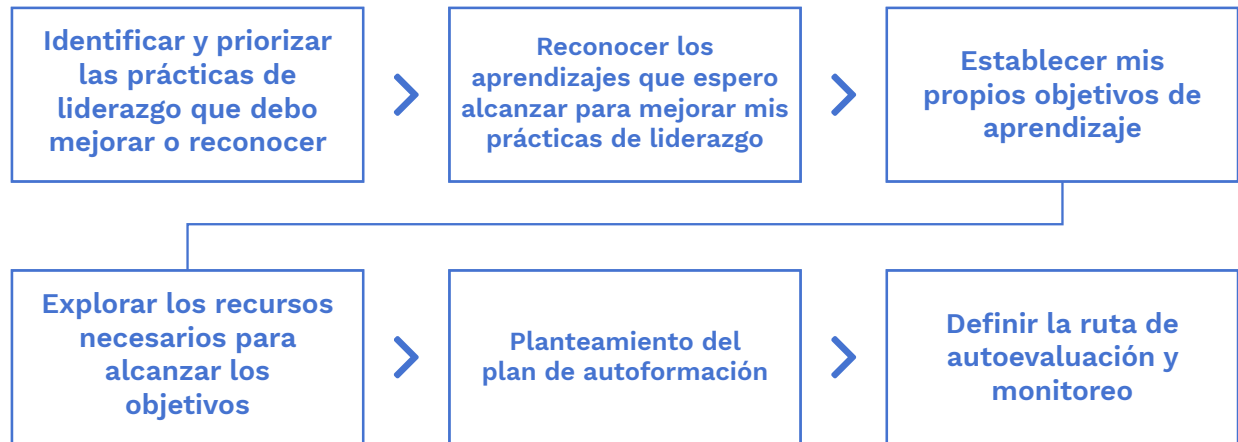 Identificar y priorizar
las prácticas de
liderazgo que debo
mejorar o reconocer
Reconocer los
aprendizajes que espero
alcanzar para mejorar mis
prácticas de liderazgo
Establecer mis
propios objetivos de
aprendizaje
Explorar los recursos
necesarios para
alcanzar los
objetivos
Planteamiento del
plan de autoformación
Definir la ruta de
autoevaluación y
monitoreo